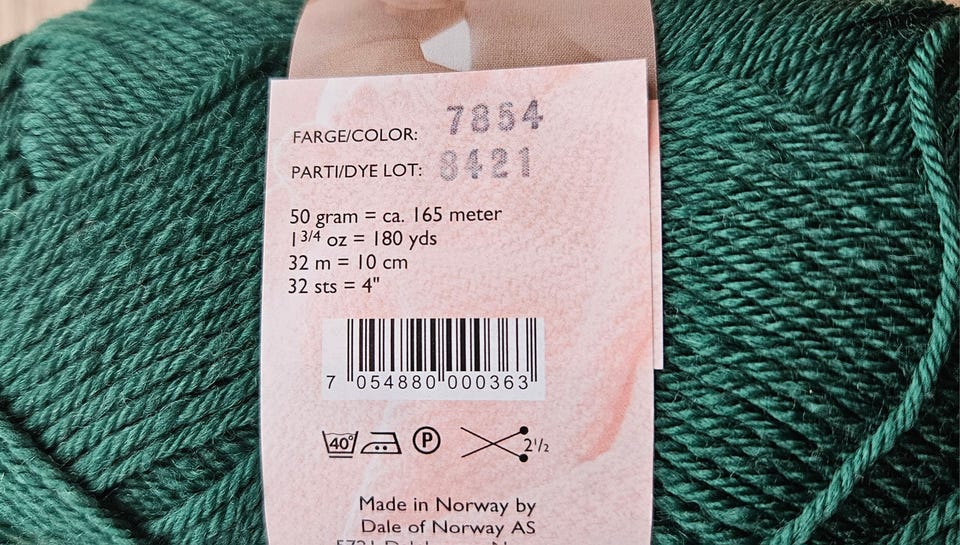 FARGE/COLOR: 7854
PARTI/DYE LOT: 8421
50 gram = ca. 165 meter
1 3/4 oz = 180 yds
32 m = 10 cm
32 sts = 4"
7 054880 000363
40° P 2 1/2
Made in Norway by
Dale of Norway AS